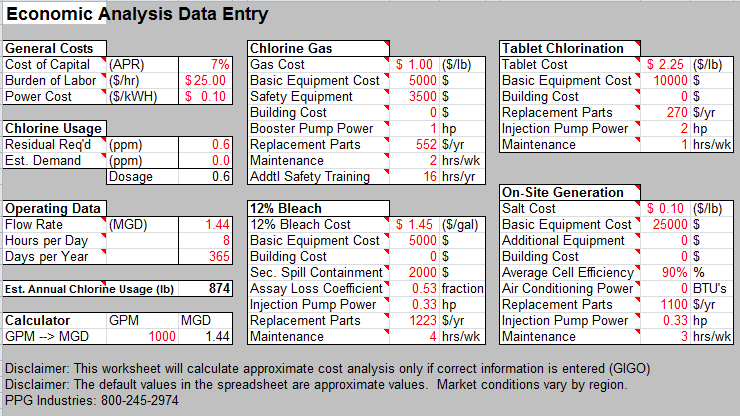 Economic Analysis Data Entry
General Costs
Cost of Capital (APR) 7%
Burden of Labor ($/hr) $25.00
Power Cost ($/kWH) $ 0.10
Chlorine Usage
Residual Req'd (ppm) 0.6
Est. Demand (ppm) 0.0
Dosage 0.6
Operating Data
Flow Rate (MGD) 1.44
Hours per Day 8
Days per Year 365
Est. Annual Chlorine Usage (lb) 874
Calculator GPM MGD
GPM --> MGD 1000 1.44
Chlorine Gas
Gas Cost $ 1.00 ($/lb)
Basic Equipment Cost 5000 $
Safety Equipment 3500 $
Building Cost 0 $
Booster Pump Power 1 hp
Replacement Parts 552 $/yr
Maintenance 2 hrs/wk
Addtl Safety Training 16 hrs/yr
12% Bleach
12% Bleach Cost $ 1.45 ($/gal)
Basic Equipment Cost 5000 $
Building Cost 0 $
Sec. Spill Containment 2000 $
Assay Loss Coefficient 0.53 fraction
Injection Pump Power 0.33 hp
Replacement Parts 1223 $/yr
Maintenance 4 hrs/wk
Tablet Chlorination
Tablet Cost $ 2.25 ($/lb)
Basic Equipment Cost 10000 $
Building Cost 0 $
Replacement Parts 270 $/yr
Injection Pump Power 2 hp
Maintenance 1 hrs/wk
On-Site Generation
Salt Cost $ 0.10 ($/lb)
Basic Equipment Cost 25000 $
Additional Equipment 0 $
Building Cost 0 $
Average Cell Efficiency 90% %
Air Conditioning Power 0 BTU's
Replacement Parts 1100 $/yr
Injection Pump Power 0.33 hp
Maintenance 3 hrs/wk
Disclaimer: This worksheet will calculate approximate cost analysis only if correct information is entered (GIGO)
Disclaimer: The default values in the spreadsheet are approximate values. Market conditions vary by region.
PPG Industries: 800-245-2974